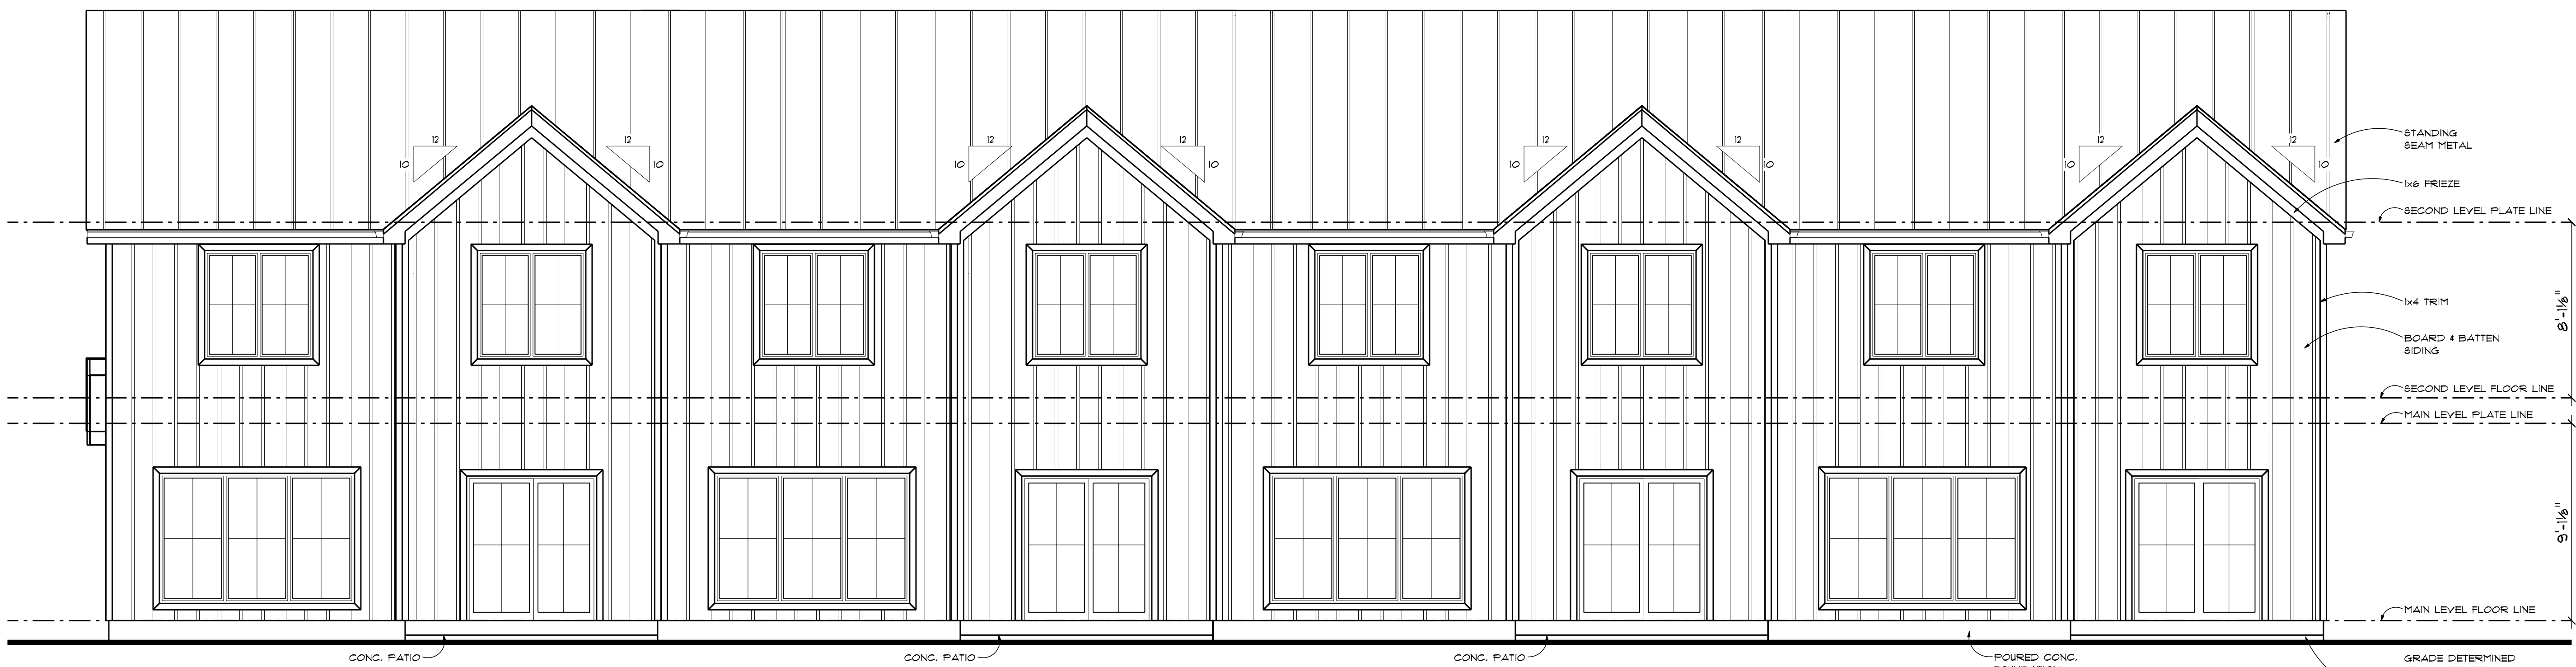 12
12
12
12
12
12
12
12
10
10
10
10
10
10
10
10
STANDING
SEAM METAL
1x6 FRIEZE
SECOND LEVEL PLATE LINE
1x4 TRIM
8'-1⅛"
BOARD & BATTEN
SIDING
SECOND LEVEL FLOOR LINE
MAIN LEVEL PLATE LINE
9'-1⅛"
MAIN LEVEL FLOOR LINE
CONC. PATIO
CONC. PATIO
CONC. PATIO
POURED CONC.
GRADE DETERMINED